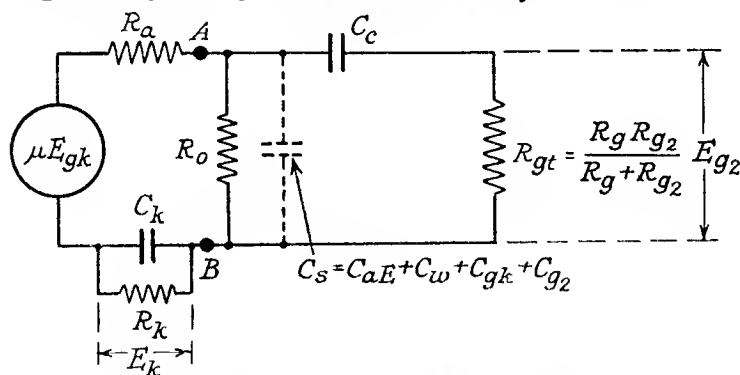 R_a
A
C_c
μE_gk
R_o
R_gt = R_g R_g2 / R_g + R_g2
E_g2
C_k
B
C_s = C_aE + C_w + C_gk + C_g2
R_k
E_k